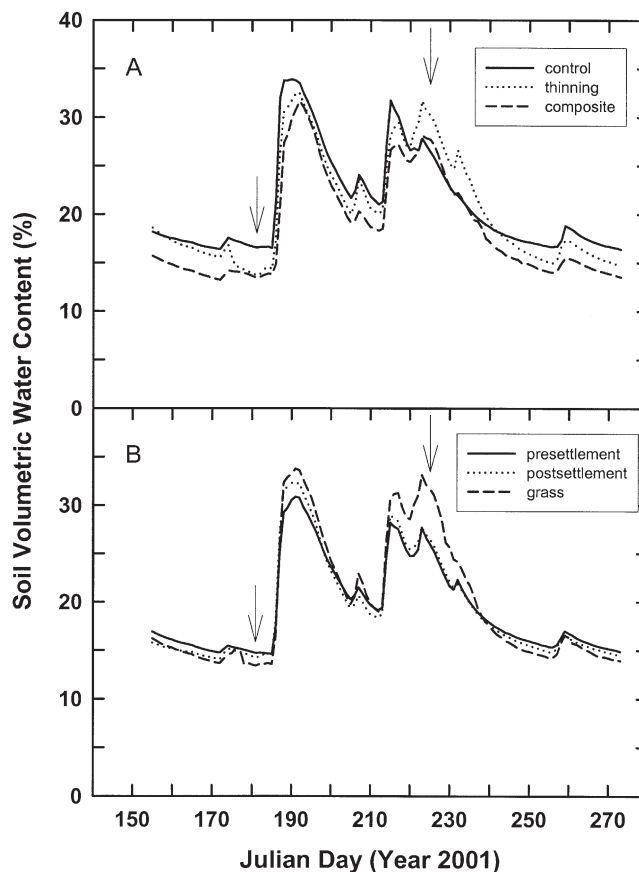 Soil Volumetric Water Content (%)
40
30
20
10
0
A
control
thinning
composite
30
20
10
0
B
presettlement
postsettlement
grass
150 170 190 210 230 250 270
Julian Day (Year 2001)